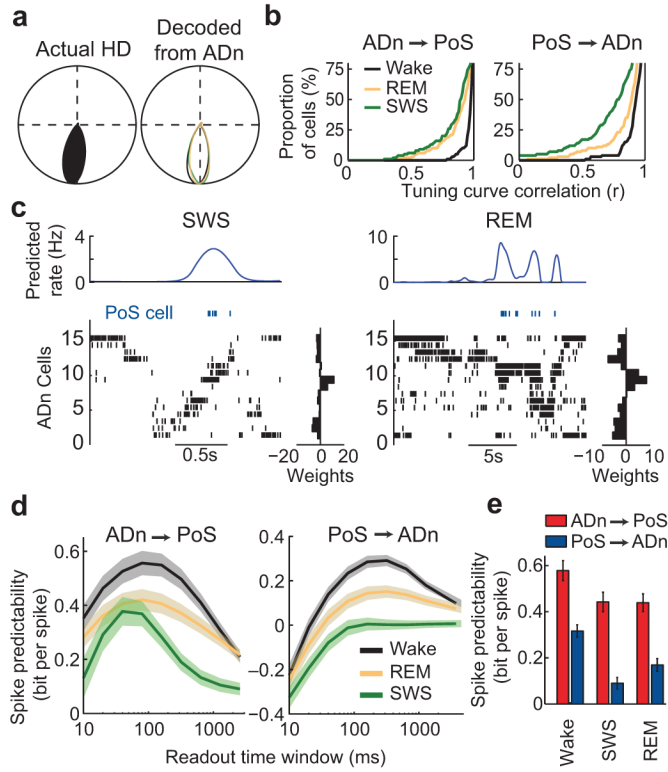 a
Actual HD
Decoded
from ADn
b
ADn → PoS
PoS → ADn
Proportion
of cells (%)
75
50
25
0
Wake
REM
SWS
75
50
25
0
0
0.5
1
0
0.5
1
Tuning curve correlation (r)
c
SWS
REM
Predicted
rate (Hz)
4
2
0
10
0
PoS cell
ADn Cells
15
10
5
0
15
10
5
0
0.5s
−20 0 20
Weights
5s
−10 0 10
Weights
d
ADn → PoS
PoS → ADn
Spike predictability
(bit per spike)
0.6
0.4
0.2
0
0.4
0.2
0
−0.2
−0.4
Wake
REM
SWS
10 100 1000
10 100 1000
Readout time window (ms)
e
ADn → PoS
PoS → ADn
Spike predictability
(bit per spike)
0.6
0.4
0.2
0
Wake
SWS
REM